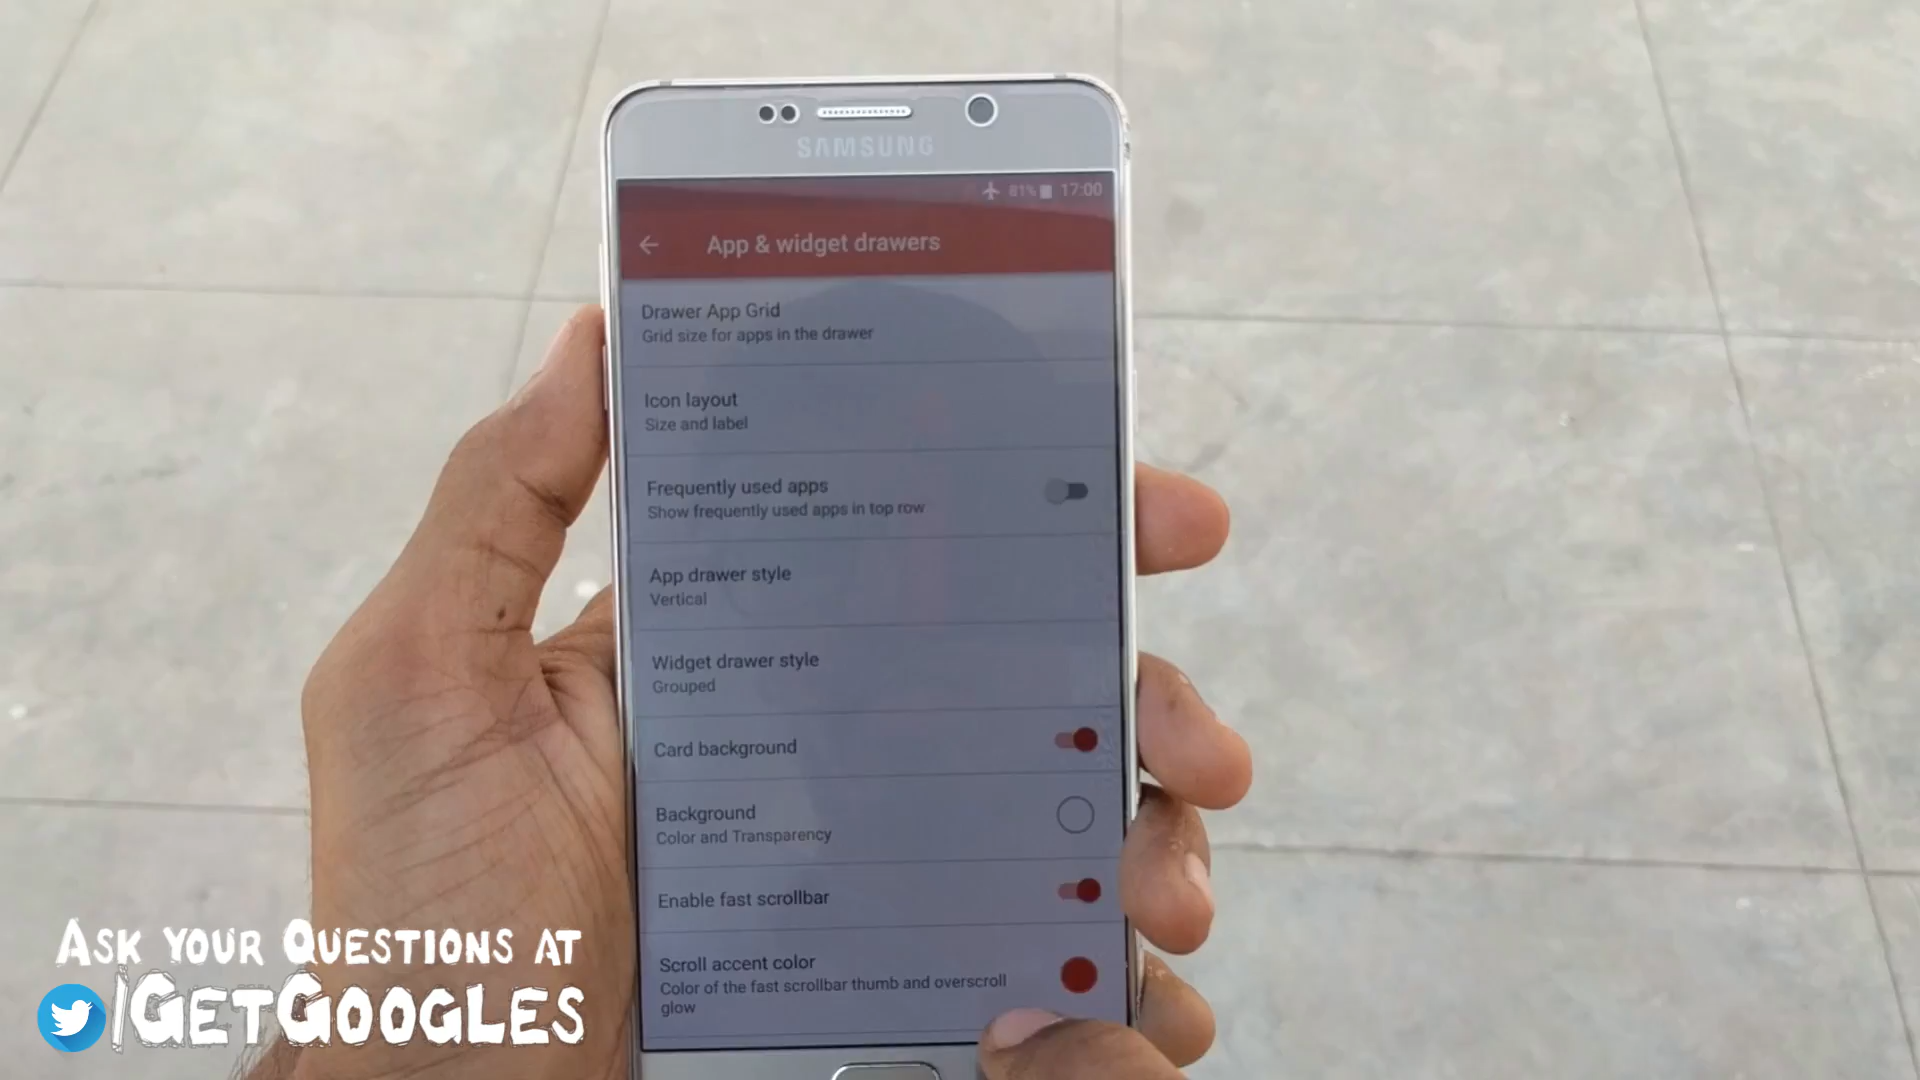 SAMSUNG
81% 17:00
App & widget drawers
Drawer App Grid
Grid size for apps in the drawer
Icon layout
Size and label
Frequently used apps
Show frequently used apps in top row
App drawer style
Vertical
Widget drawer style
Grouped
Card background
Background
Color and Transparency
Enable fast scrollbar
Scroll accent color
Color of the fast scrollbar thumb and overscroll
glow
ASK YOUR QUESTIONS AT
/GETGOOGLES